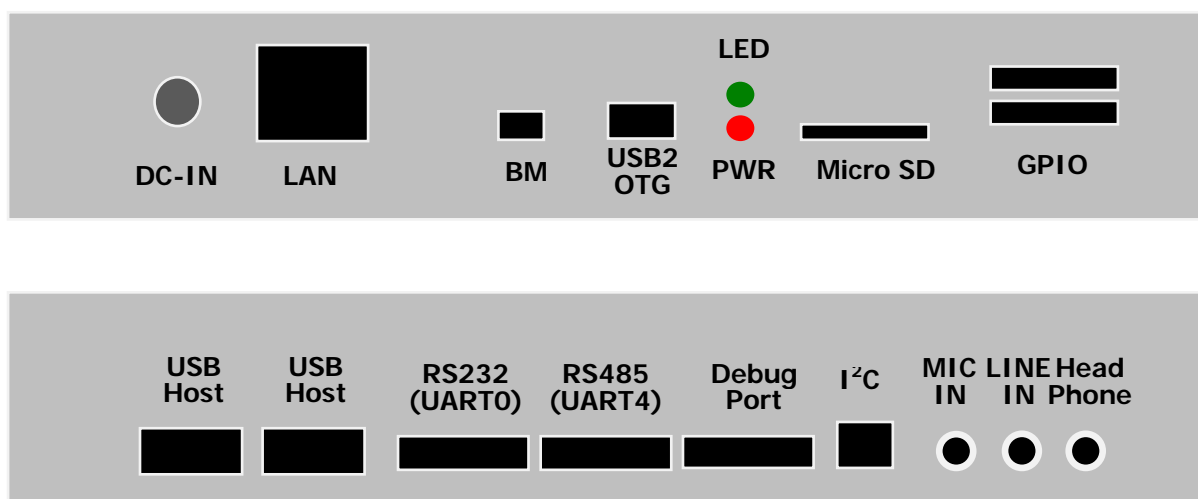 LED
DC-IN
LAN
BM
USB2
OTG
PWR
Micro SD
GPIO
USB
Host
USB
Host
RS232
(UART0)
RS485
(UART4)
Debug
Port
I²C
MIC
IN
LINE
IN
Head
Phone